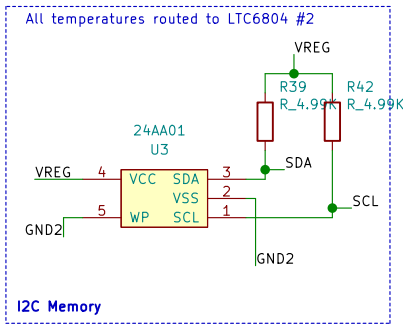 All temperatures routed to LTC6804 #2
VREG
R39
R_4.99K
R42
R_4.99K
24AA01
U3
VREG
4
VCC
SDA
3
SDA
VSS
2
5
WP
SCL
1
SCL
GND2
GND2
I2C Memory